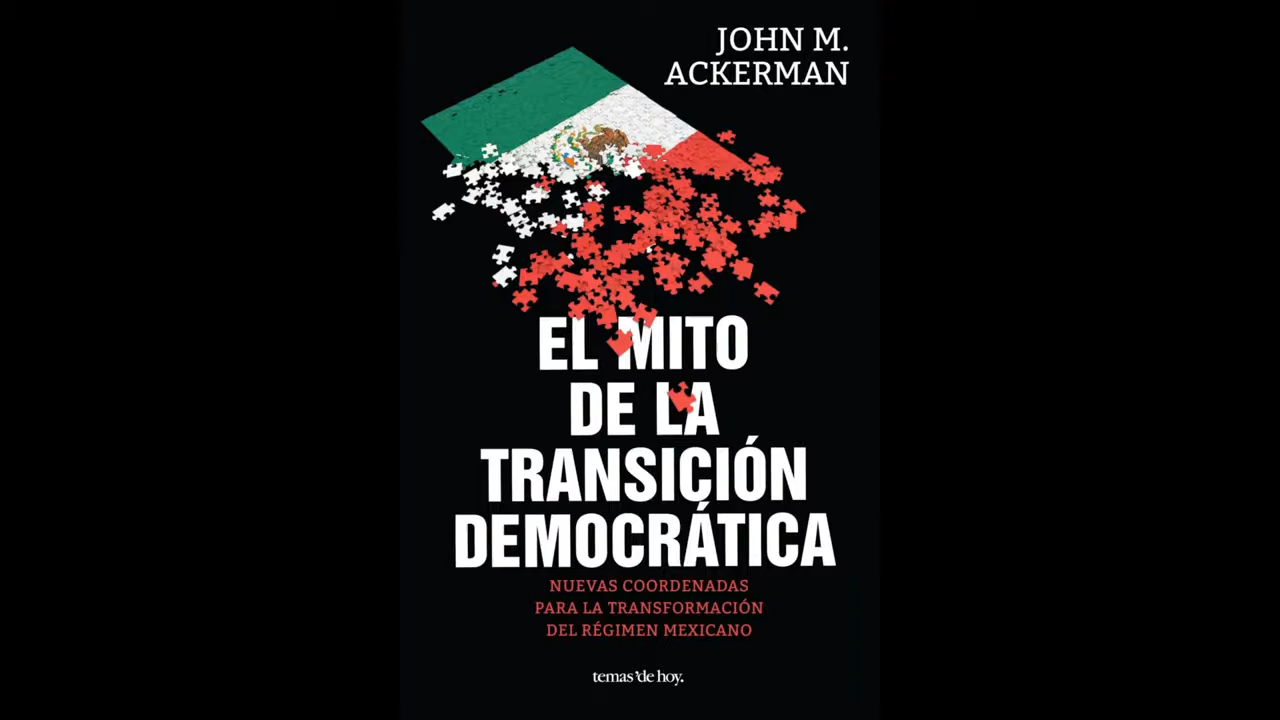 JOHN M.
ACKERMAN
EL MITO
DE LA
TRANSICIÓN
DEMOCRÁTICA
NUEVAS COORDENADAS
PARA LA TRANSFORMACIÓN
DEL RÉGIMEN MEXICANO
temas'de hoy.